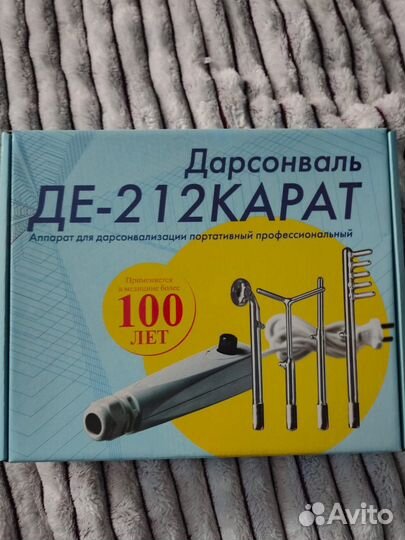 Дарсонваль
ДЕ-212КАРАТ
Аппарат для дарсонвализации портативный профессиональный
Применяется
в медицине более
100
ЛЕТ
Avito